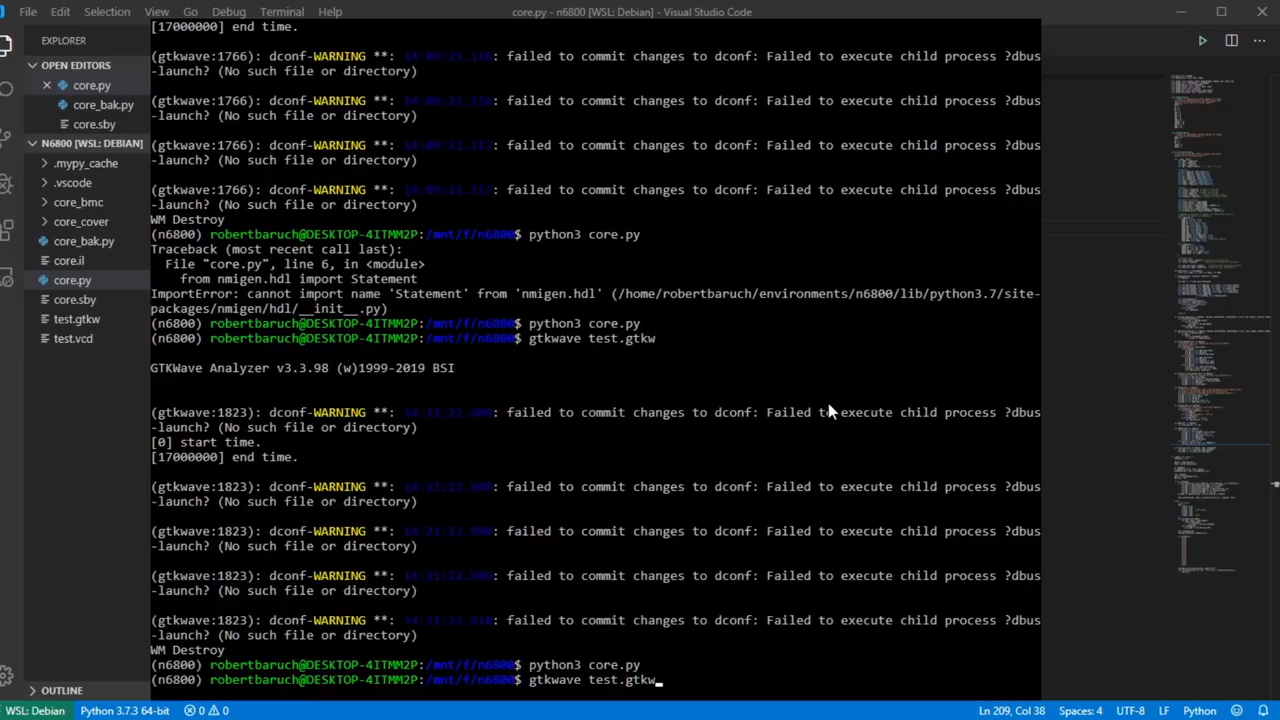 File Edit Selection View Go Debug Terminal Help core.py - n6800 [WSL: Debian] - Visual Studio Code
EXPLORER
OPEN EDITORS
core.py
core_bak.py
core.sby
N6800 [WSL: DEBIAN]
.mypy_cache
.vscode
core_bmc
core_cover
core_bak.py
core.il
core.py
core.sby
test.gtkw
test.vcd
OUTLINE
[17000000] end time.
(gtkwave:1766): dconf-WARNING **: failed to commit changes to dconf: Failed to execute child process ?dbus
-launch? (No such file or directory)
(gtkwave:1766): dconf-WARNING **: failed to commit changes to dconf: Failed to execute child process ?dbus
-launch? (No such file or directory)
(gtkwave:1766): dconf-WARNING **: failed to commit changes to dconf: Failed to execute child process ?dbus
-launch? (No such file or directory)
(gtkwave:1766): dconf-WARNING **: failed to commit changes to dconf: Failed to execute child process ?dbus
-launch? (No such file or directory)
WM Destroy
(n6800) robertbaruch@DESKTOP-4ITMM2P:/mnt/f/n6800$ python3 core.py
Traceback (most recent call last):
File "core.py", line 6, in <module>
from nmigen.hdl import Statement
ImportError: cannot import name 'Statement' from 'nmigen.hdl' (/home/robertbaruch/environments/n6800/lib/python3.7/site-
packages/nmigen/hdl/__init__.py)
(n6800) robertbaruch@DESKTOP-4ITMM2P:/mnt/f/n6800$ python3 core.py
(n6800) robertbaruch@DESKTOP-4ITMM2P:/mnt/f/n6800$ gtkwave test.gtkw
GTKWave Analyzer v3.3.98 (w)1999-2019 BSI
(gtkwave:1823): dconf-WARNING **: failed to commit changes to dconf: Failed to execute child process ?dbus
-launch? (No such file or directory)
[0] start time.
[17000000] end time.
(gtkwave:1823): dconf-WARNING **: failed to commit changes to dconf: Failed to execute child process ?dbus
-launch? (No such file or directory)
(gtkwave:1823): dconf-WARNING **: failed to commit changes to dconf: Failed to execute child process ?dbus
-launch? (No such file or directory)
(gtkwave:1823): dconf-WARNING **: failed to commit changes to dconf: Failed to execute child process ?dbus
-launch? (No such file or directory)
(gtkwave:1823): dconf-WARNING **: failed to commit changes to dconf: Failed to execute child process ?dbus
-launch? (No such file or directory)
WM Destroy
(n6800) robertbaruch@DESKTOP-4ITMM2P:/mnt/f/n6800$ python3 core.py
(n6800) robertbaruch@DESKTOP-4ITMM2P:/mnt/f/n6800$ gtkwave test.gtkw
WSL: Debian Python 3.7.3 64-bit 0 0 Ln 209, Col 38 Spaces: 4 UTF-8 LF Python